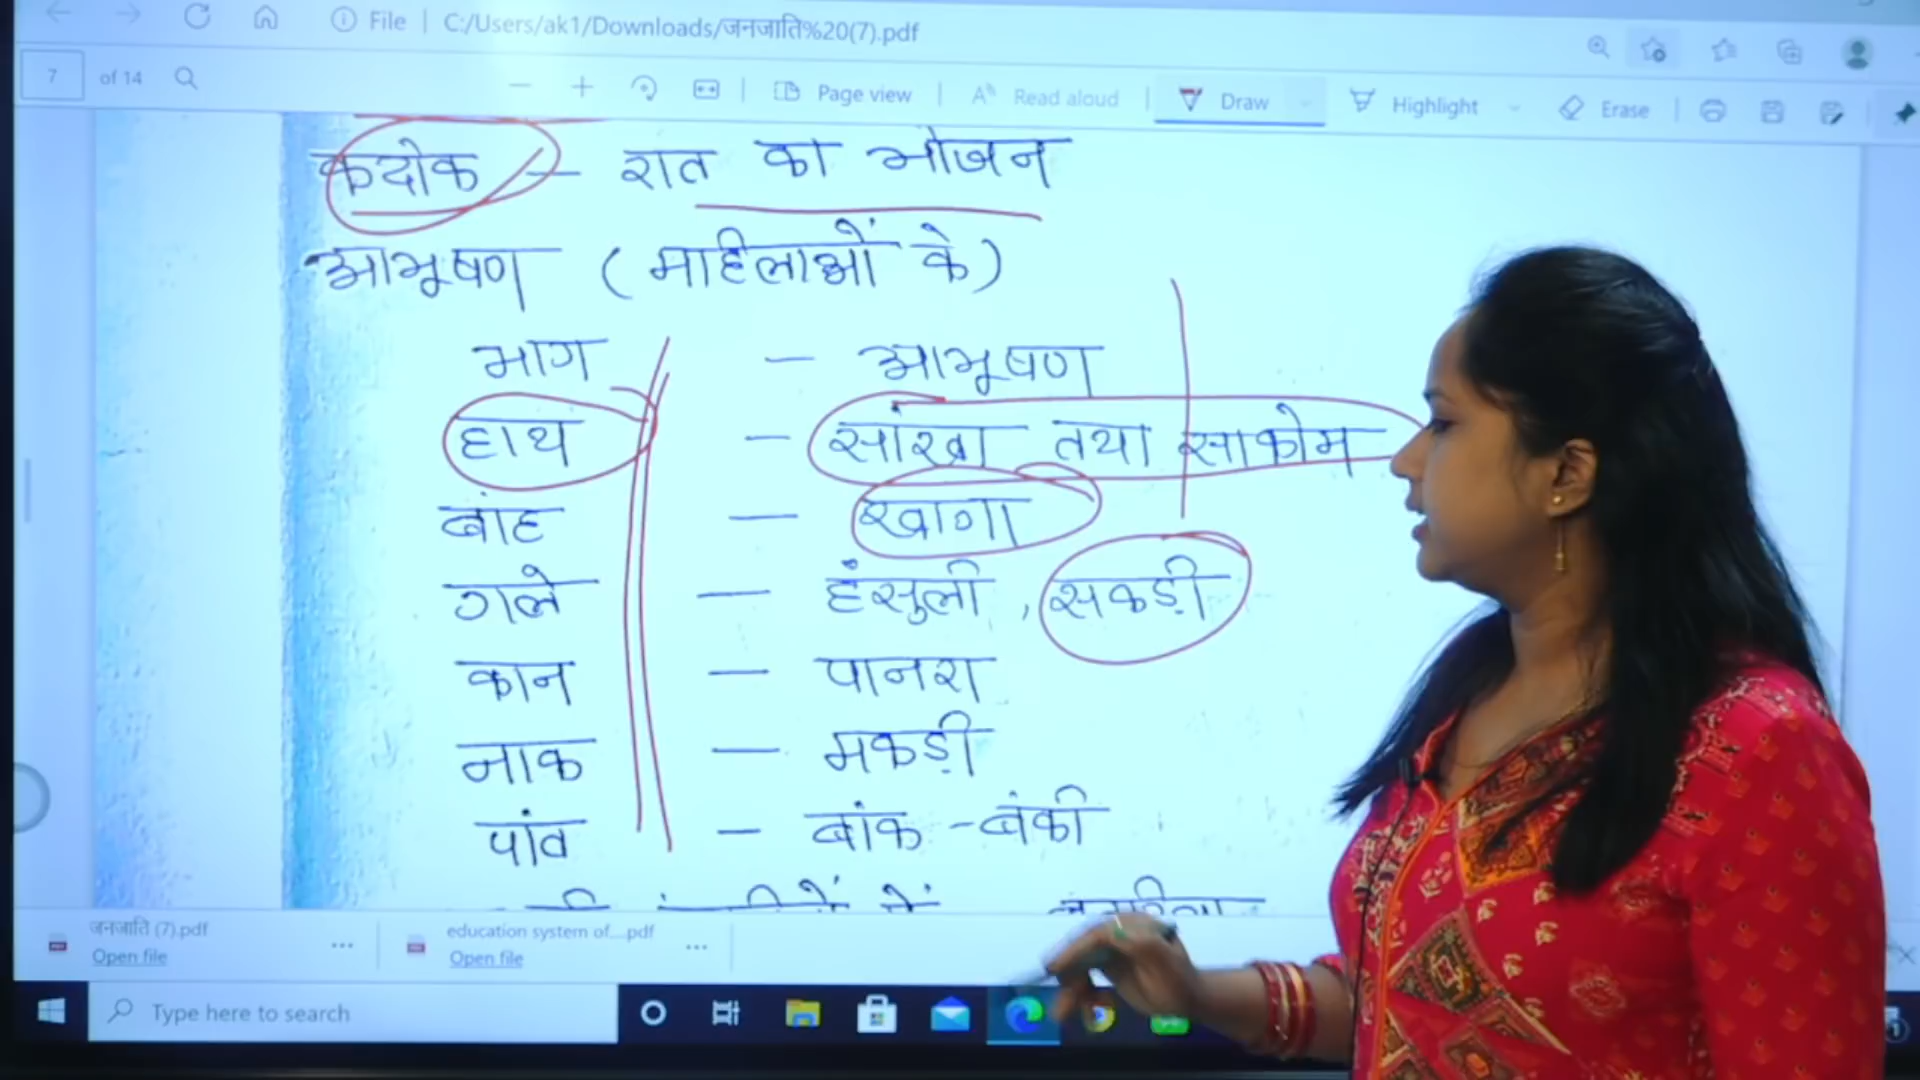 File | C:/Users/ak1/Downloads/जनजाति%20(7).pdf
7 of 14 Page view Read aloud Draw Highlight Erase
कदोक – रात का भोजन
आभूषण (महिलाओं के)
भाग – आभूषण
हाथ – सांखा तथा साकोम
बांह – खागा
गले – हंसुली , सकड़ी
कान – पानरा
नाक – मकड़ी
पांव – बांक - बंकी
जनजाति (7).pdf
Open file
education system of....pdf
Open file
Type here to search